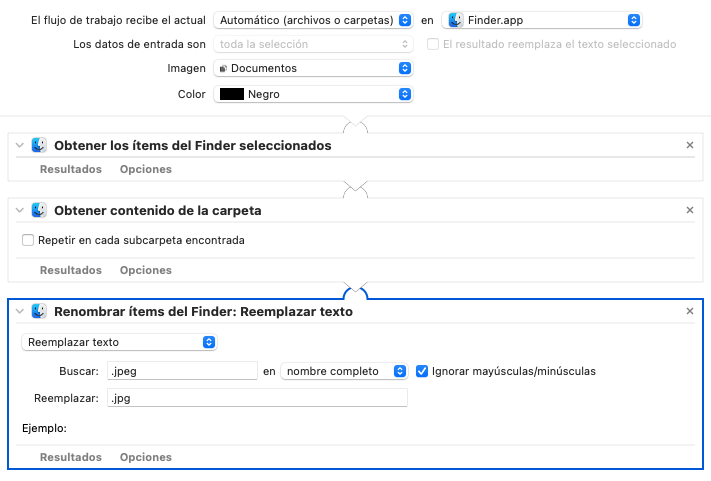 El flujo de trabajo recibe el actual Automático (archivos o carpetas) en Finder.app
Los datos de entrada son toda la selección El resultado reemplaza el texto seleccionado
Imagen Documentos
Color Negro
Obtener los ítems del Finder seleccionados
Resultados Opciones
Obtener contenido de la carpeta
Repetir en cada subcarpeta encontrada
Resultados Opciones
Renombrar ítems del Finder: Reemplazar texto
Reemplazar texto
Buscar: .jpeg en nombre completo Ignorar mayúsculas/minúsculas
Reemplazar: .jpg
Ejemplo:
Resultados Opciones